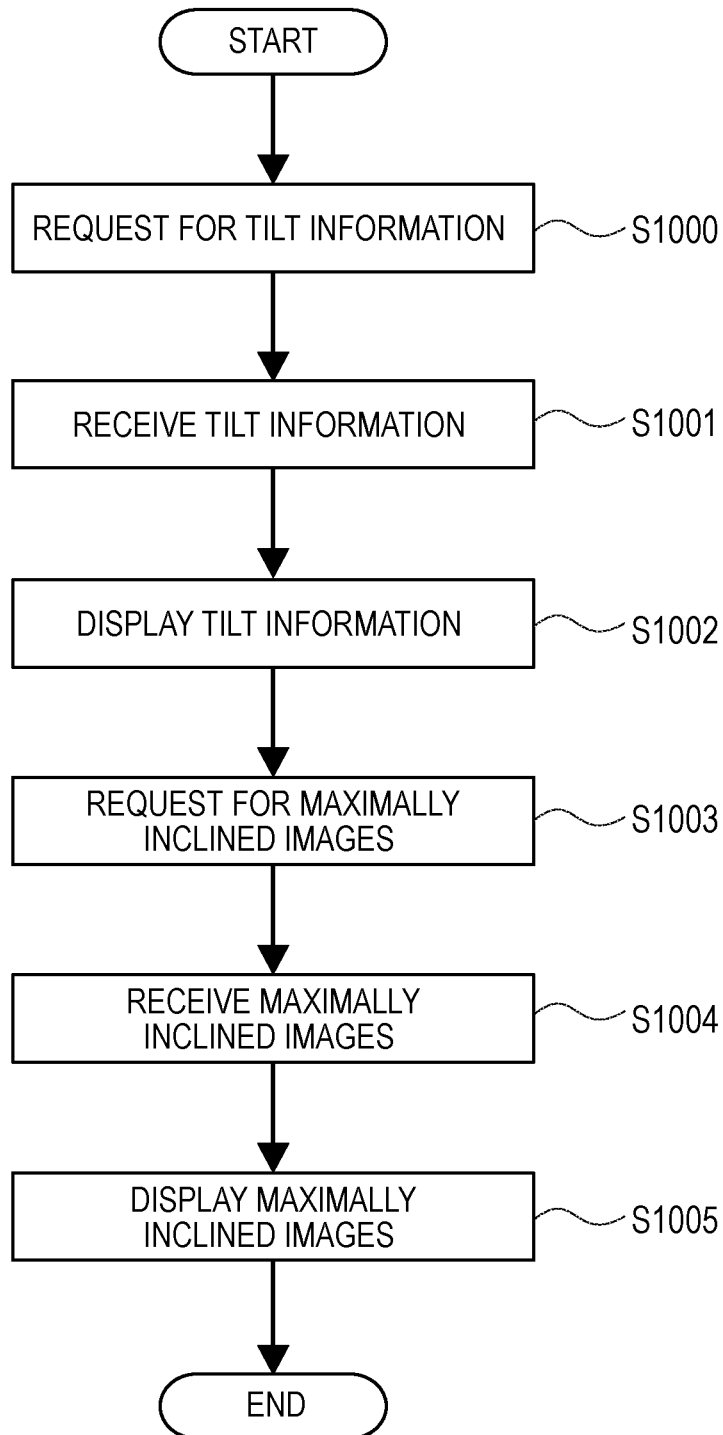 START
REQUEST FOR TILT INFORMATION
S1000
RECEIVE TILT INFORMATION
S1001
DISPLAY TILT INFORMATION
S1002
REQUEST FOR MAXIMALLY
INCLINED IMAGES
S1003
RECEIVE MAXIMALLY
INCLINED IMAGES
S1004
DISPLAY MAXIMALLY
INCLINED IMAGES
S1005
END